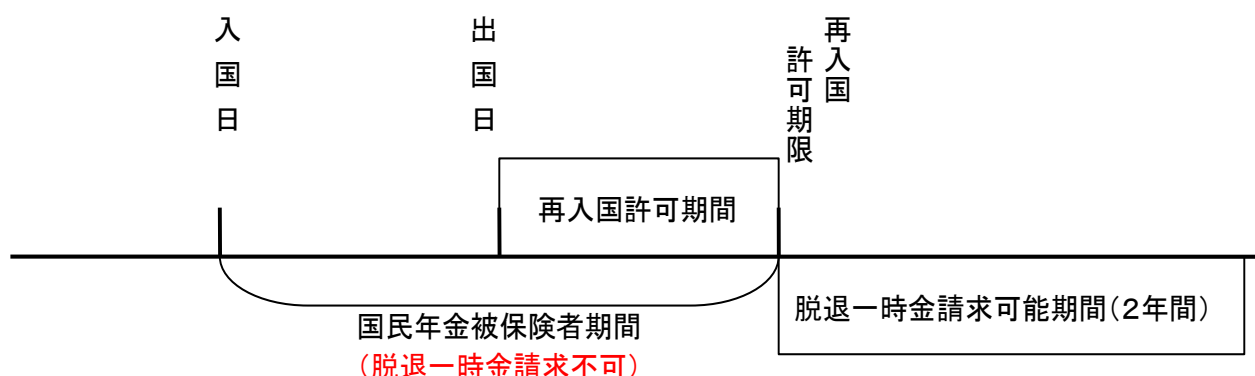 入国日
出国日
再入国
許可期限
再入国許可期間
国民年金被保険者期間
（脱退一時金請求不可）
脱退一時金請求可能期間（２年間）